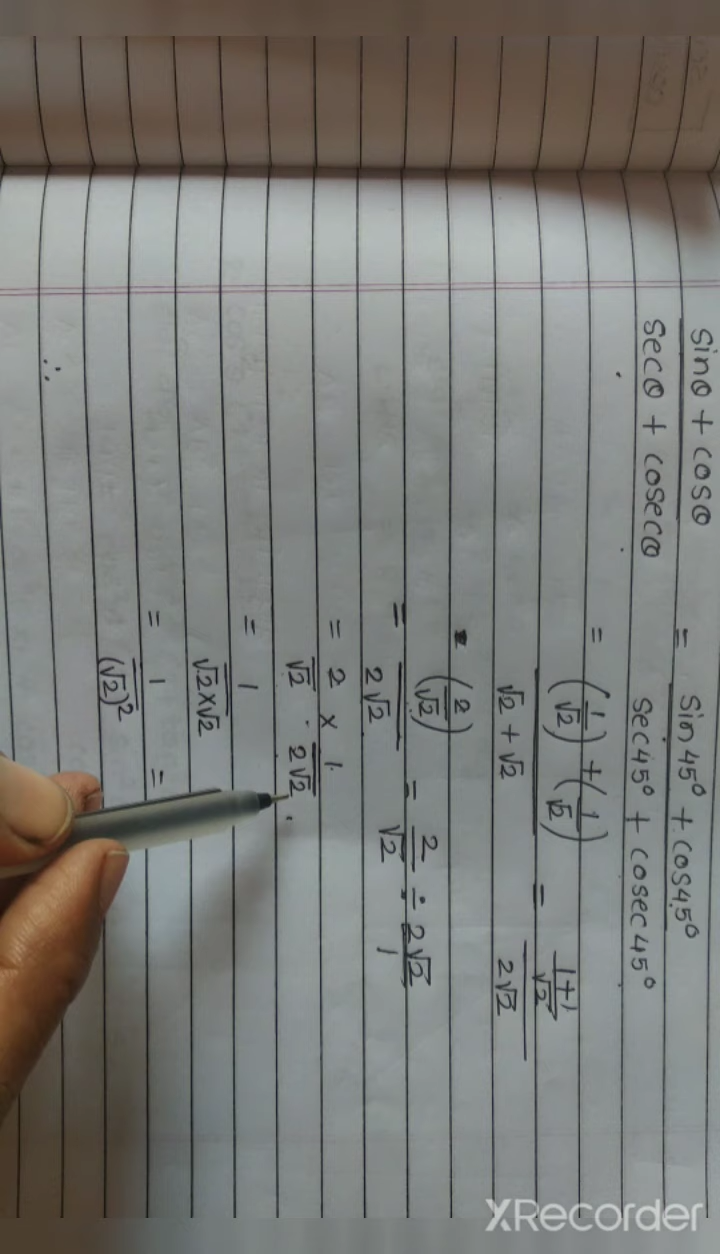 sinθ + cosθ / secθ + cosecθ = sin45° + cos45° / sec45° + cosec45°
= (1/√2) + (1/√2) / √2 + √2 = 1+1/√2 / 2√2
= (2/√2) / 2√2 = 2/√2 ÷ 2√2/1
= 2/√2 × 1/2√2
= 1/√2×√2
= 1/(√2)² =
∴
XRecorder